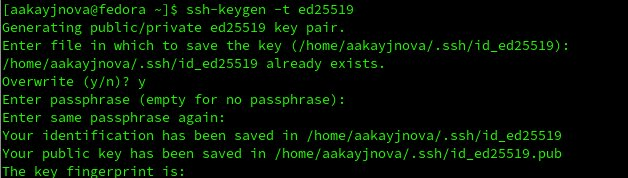 [aakayjnova@fedora ~]$ ssh-keygen -t ed25519
Generating public/private ed25519 key pair.
Enter file in which to save the key (/home/aakayjnova/.ssh/id_ed25519):
/home/aakayjnova/.ssh/id_ed25519 already exists.
Overwrite (y/n)? y
Enter passphrase (empty for no passphrase):
Enter same passphrase again:
Your identification has been saved in /home/aakayjnova/.ssh/id_ed25519
Your public key has been saved in /home/aakayjnova/.ssh/id_ed25519.pub
The key fingerprint is: